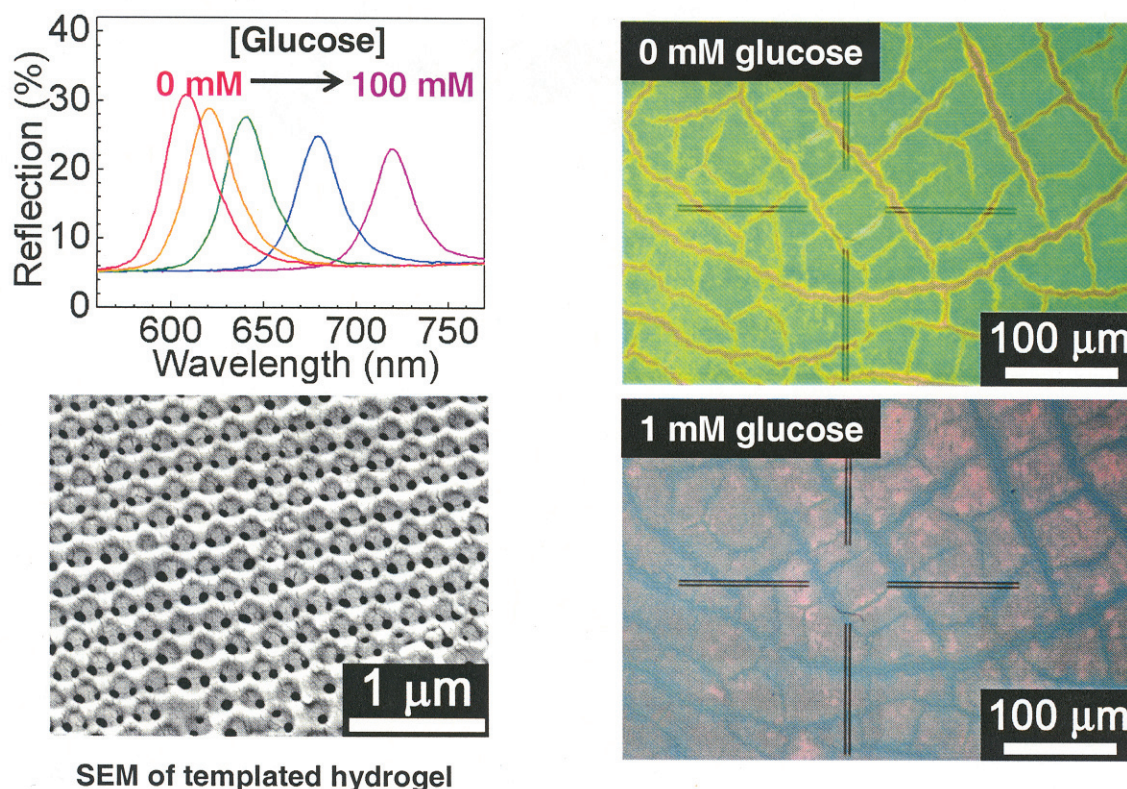 40
30
20
10
0
Reflection (%)
[Glucose]
0 mM
100 mM
600
650
700
750
Wavelength (nm)
1 μm
SEM of templated hydrogel
0 mM glucose
100 μm
1 mM glucose
100 μm